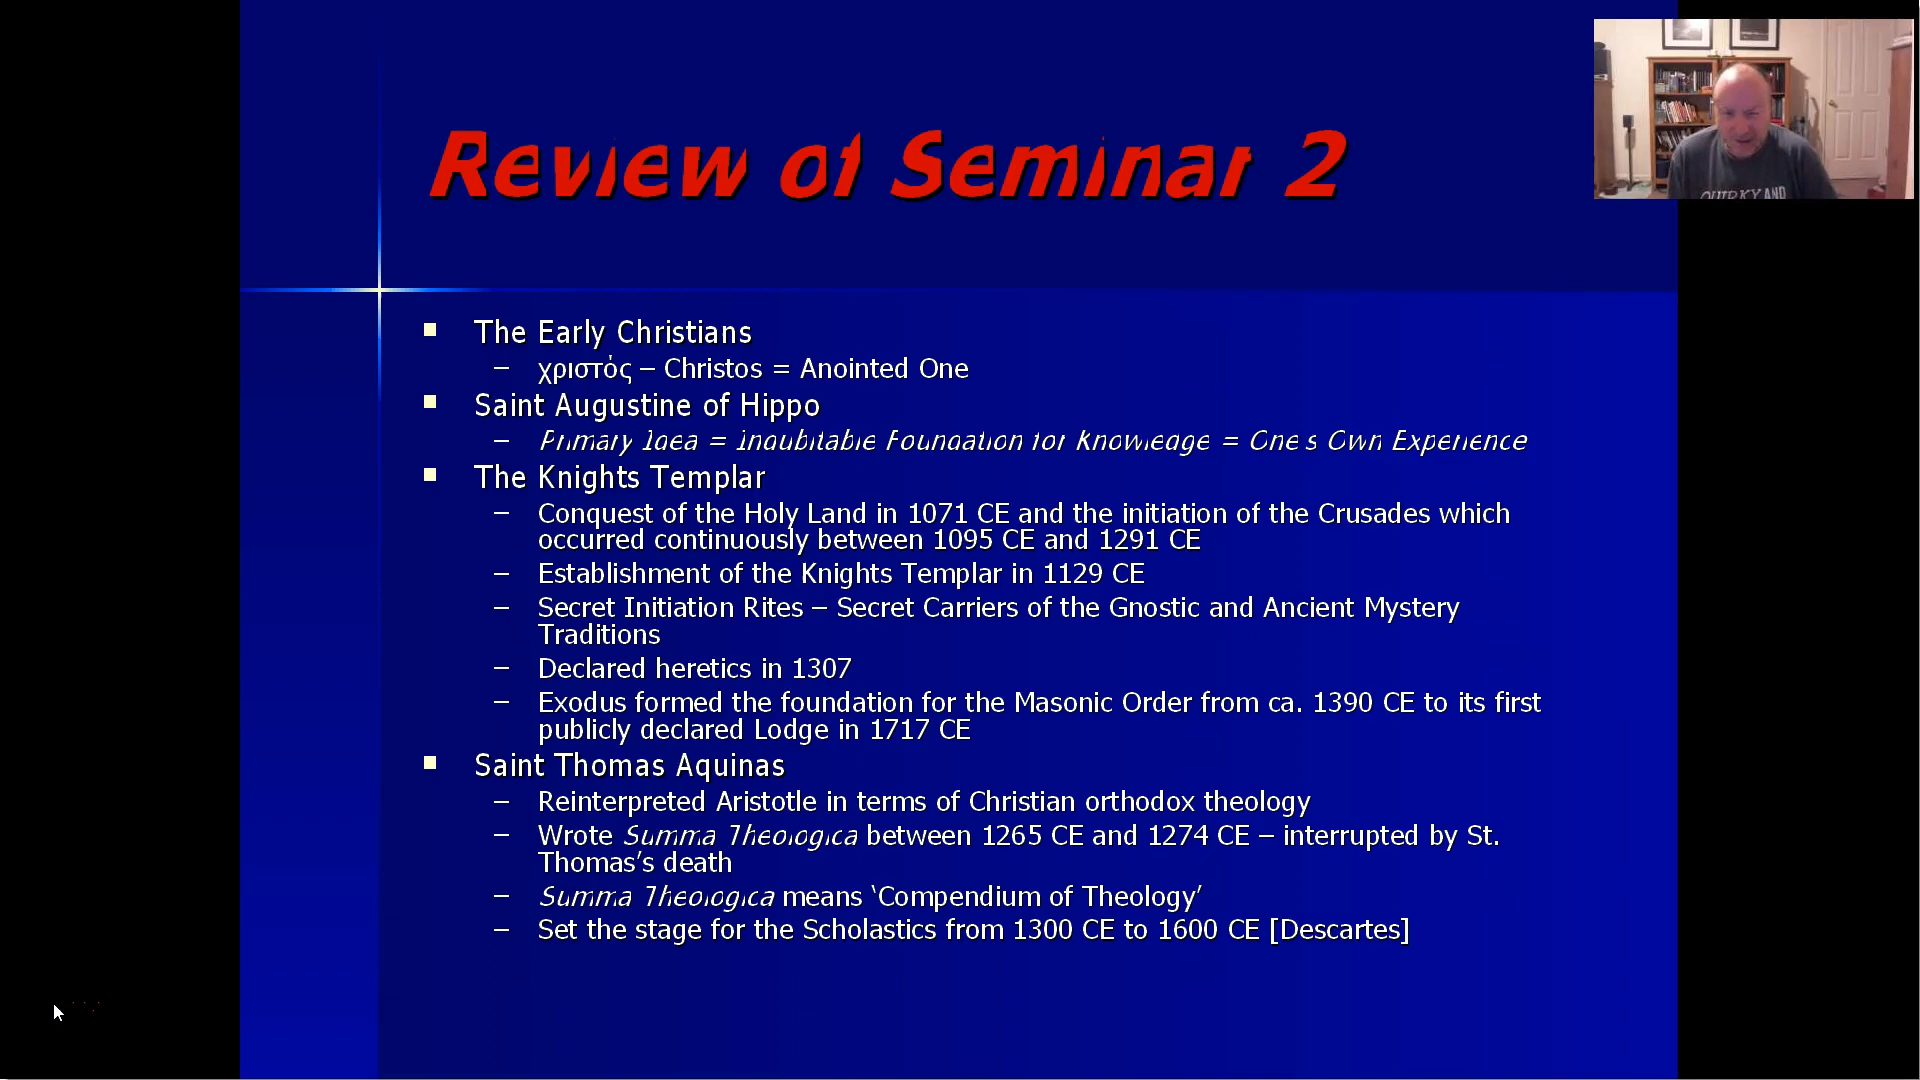 Review of Seminar 2
QUIRKY AND
■ The Early Christians
– χριστός – Christos = Anointed One
■ Saint Augustine of Hippo
– Primary Idea = Indubitable Foundation for Knowledge = One's Own Experience
■ The Knights Templar
– Conquest of the Holy Land in 1071 CE and the initiation of the Crusades which
occurred continuously between 1095 CE and 1291 CE
– Establishment of the Knights Templar in 1129 CE
– Secret Initiation Rites – Secret Carriers of the Gnostic and Ancient Mystery
Traditions
– Declared heretics in 1307
– Exodus formed the foundation for the Masonic Order from ca. 1390 CE to its first
publicly declared Lodge in 1717 CE
■ Saint Thomas Aquinas
– Reinterpreted Aristotle in terms of Christian orthodox theology
– Wrote Summa Theologica between 1265 CE and 1274 CE – interrupted by St.
Thomas’s death
– Summa Theologica means ‘Compendium of Theology’
– Set the stage for the Scholastics from 1300 CE to 1600 CE [Descartes]